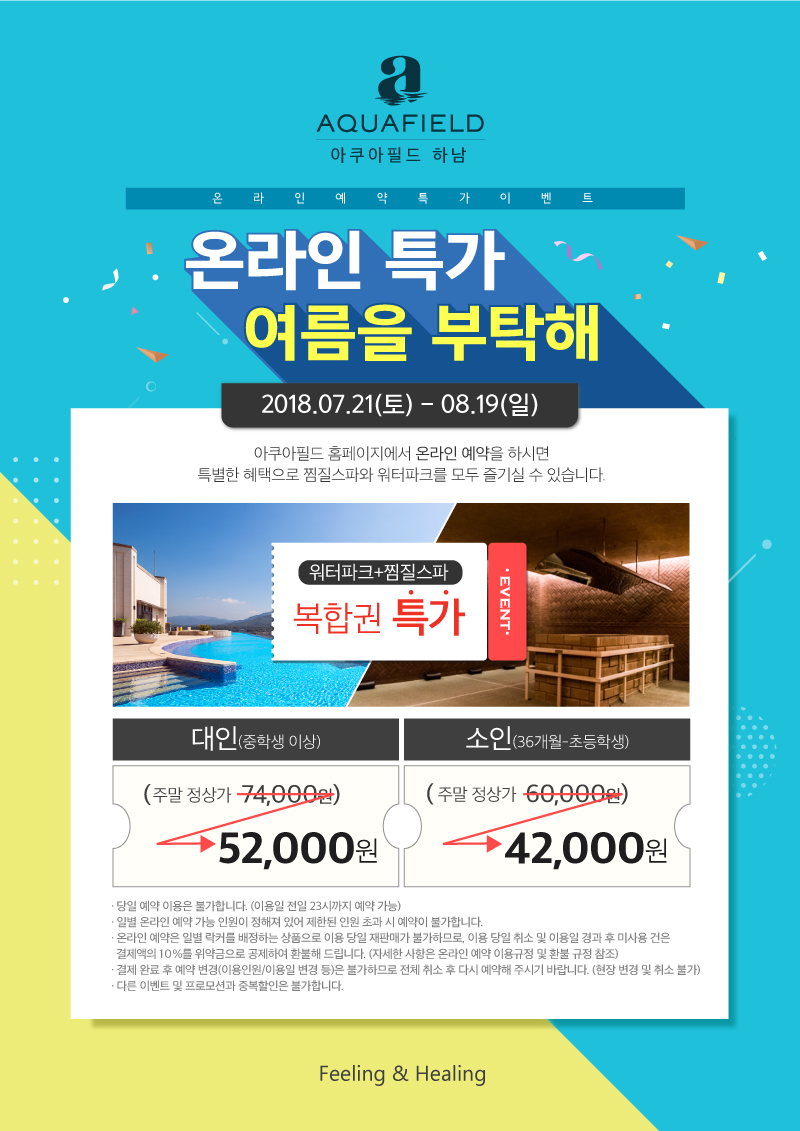 a
AQUAFIELD
아쿠아필드 하남
온라인예약특가이벤트
온라인 특가
여름을 부탁해
2018.07.21(토) - 08.19(일)
아쿠아필드 홈페이지에서 온라인 예약을 하시면
특별한 혜택으로 찜질스파와 워터파크를 모두 즐기실 수 있습니다.
워터파크+찜질스파
복합권 특가
·EVENT·
대인(중학생 이상)
(주말 정상가 74,000원)
52,000원
소인(36개월-초등학생)
(주말 정상가 60,000원)
42,000원
· 당일 예약 이용은 불가합니다. (이용일 전일 23시까지 예약 가능)
· 일별 온라인 예약 가능 인원이 정해져 있어 제한된 인원 초과 시 예약이 불가합니다.
· 온라인 예약은 일별 락커를 배정하는 상품으로 이용 당일 재판매가 불가하므로, 이용 당일 취소 및 이용일 경과 후 미사용 건은
결제액의 10%를 위약금으로 공제하여 환불해 드립니다. (자세한 사항은 온라인 예약 이용규정 및 환불 규정 참조)
· 결제 완료 후 예약 변경(이용인원/이용일 변경 등)은 불가하므로 전체 취소 후 다시 예약해 주시기 바랍니다. (현장 변경 및 취소 불가)
· 다른 이벤트 및 프로모션과 중복할인은 불가합니다.
Feeling & Healing